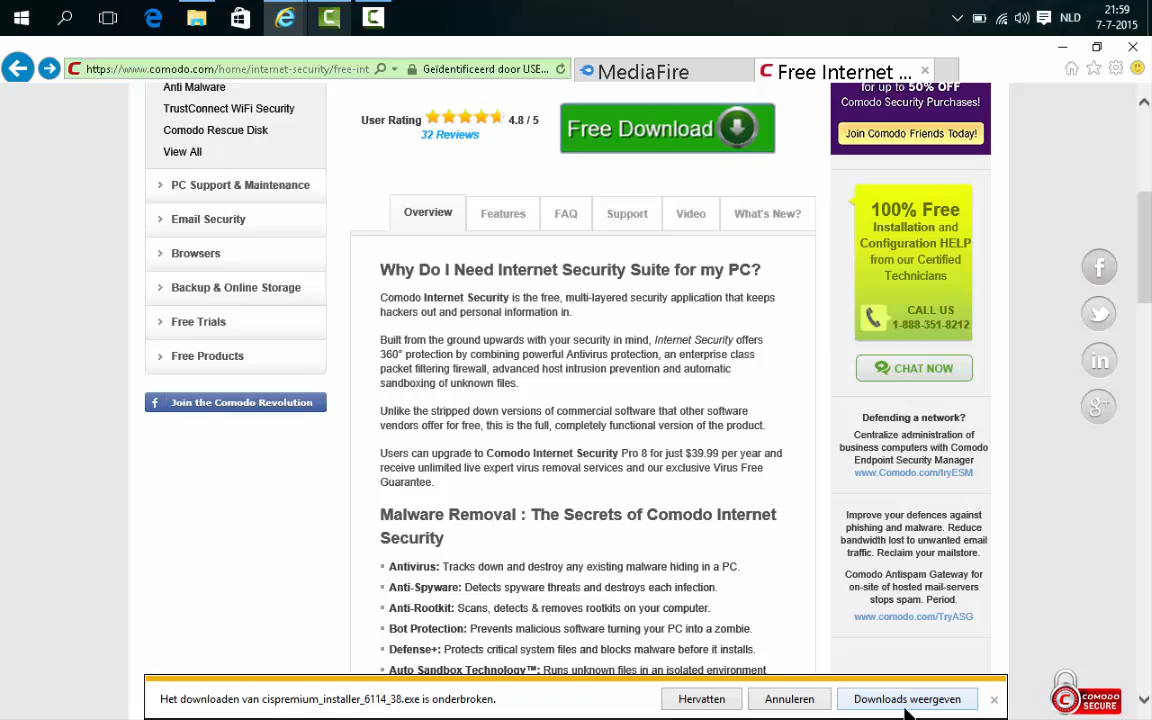 21:59
NLD
7-7-2015
https://www.comodo.com/home/internet-security/free-int
Geïdentificeerd door USE...
MediaFire
Free Internet ...
Anti Malware
TrustConnect WiFi Security
Comodo Rescue Disk
View All
PC Support & Maintenance
Email Security
Browsers
Backup & Online Storage
Free Trials
Free Products
Join the Comodo Revolution
User Rating 4.8 / 5
32 Reviews
Free Download
Overview
Features
FAQ
Support
Video
What's New?
Why Do I Need Internet Security Suite for my PC?
Comodo Internet Security is the free, multi-layered security application that keeps
hackers out and personal information in.
Built from the ground upwards with your security in mind, Internet Security offers
360° protection by combining powerful Antivirus protection, an enterprise class
packet filtering firewall, advanced host intrusion prevention and automatic
sandboxing of unknown files.
Unlike the stripped down versions of commercial software that other software
vendors offer for free, this is the full, completely functional version of the product.
Users can upgrade to Comodo Internet Security Pro 8 for just $39.99 per year and
receive unlimited live expert virus removal services and our exclusive Virus Free
Guarantee.
Malware Removal : The Secrets of Comodo Internet
Security
Antivirus: Tracks down and destroy any existing malware hiding in a PC.
Anti-Spyware: Detects spyware threats and destroys each infection.
Anti-Rootkit: Scans, detects & removes rootkits on your computer.
Bot Protection: Prevents malicious software turning your PC into a zombie.
Defense+: Protects critical system files and blocks malware before it installs.
Auto Sandbox Technology™: Runs unknown files in an isolated environment
for up to 50% OFF
Comodo Security Purchases!
Join Comodo Friends Today!
100% Free
Installation and
Configuration HELP
from our Certified
Technicians
CALL US
1-888-351-8212
CHAT NOW
Defending a network?
Centralize administration of
business computers with Comodo
Endpoint Security Manager
www.Comodo.com/tryESM
Improve your defences against
phishing and malware. Reduce
bandwidth lost to unwanted email
traffic. Reclaim your mailstore.
Comodo Antispam Gateway for
on-site of hosted mail-servers
stops spam. Period.
www.comodo.com/TryASG
Het downloaden van cispremium_installer_6114_38.exe is onderbroken.
Hervatten
Annuleren
Downloads weergeven
COMODO
SECURE